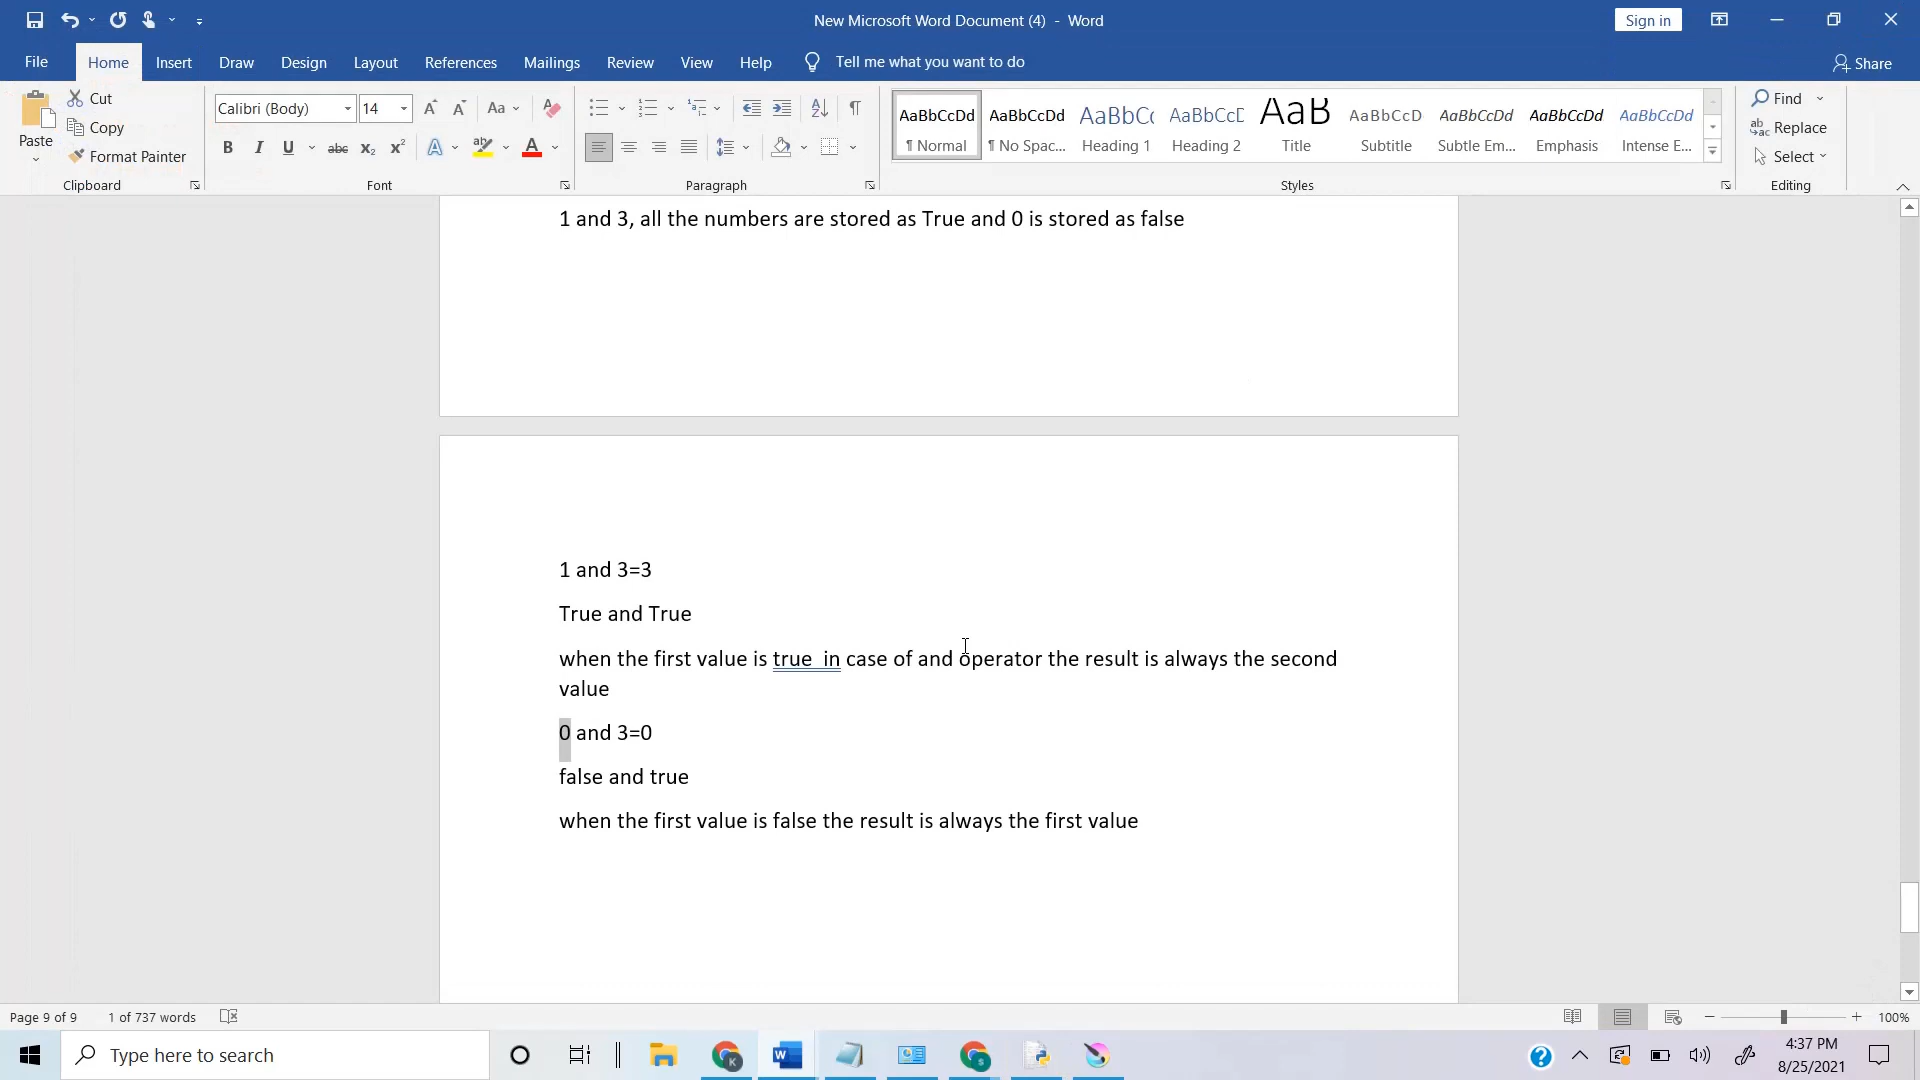 New Microsoft Word Document (4) - Word
Sign in
File Home Insert Draw Design Layout References Mailings Review View Help Tell me what you want to do Share
Paste
Cut
Copy
Format Painter
Clipboard
Calibri (Body) 14
Font
Paragraph
AaBbCcDd AaBbCcDd AaBbCc AaBbCcC AaB AaBbCcD AaBbCcDd AaBbCcDd AaBbCcDd
¶ Normal ¶ No Spac... Heading 1 Heading 2 Title Subtitle Subtle Em... Emphasis Intense E...
Styles
Find
Replace
Select
Editing
1 and 3, all the numbers are stored as True and 0 is stored as false
1 and 3=3
True and True
when the first value is true  in case of and operator the result is always the second
value
0 and 3=0
false and true
when the first value is false the result is always the first value
Page 9 of 9 1 of 737 words 100%
Type here to search
4:37 PM
8/25/2021